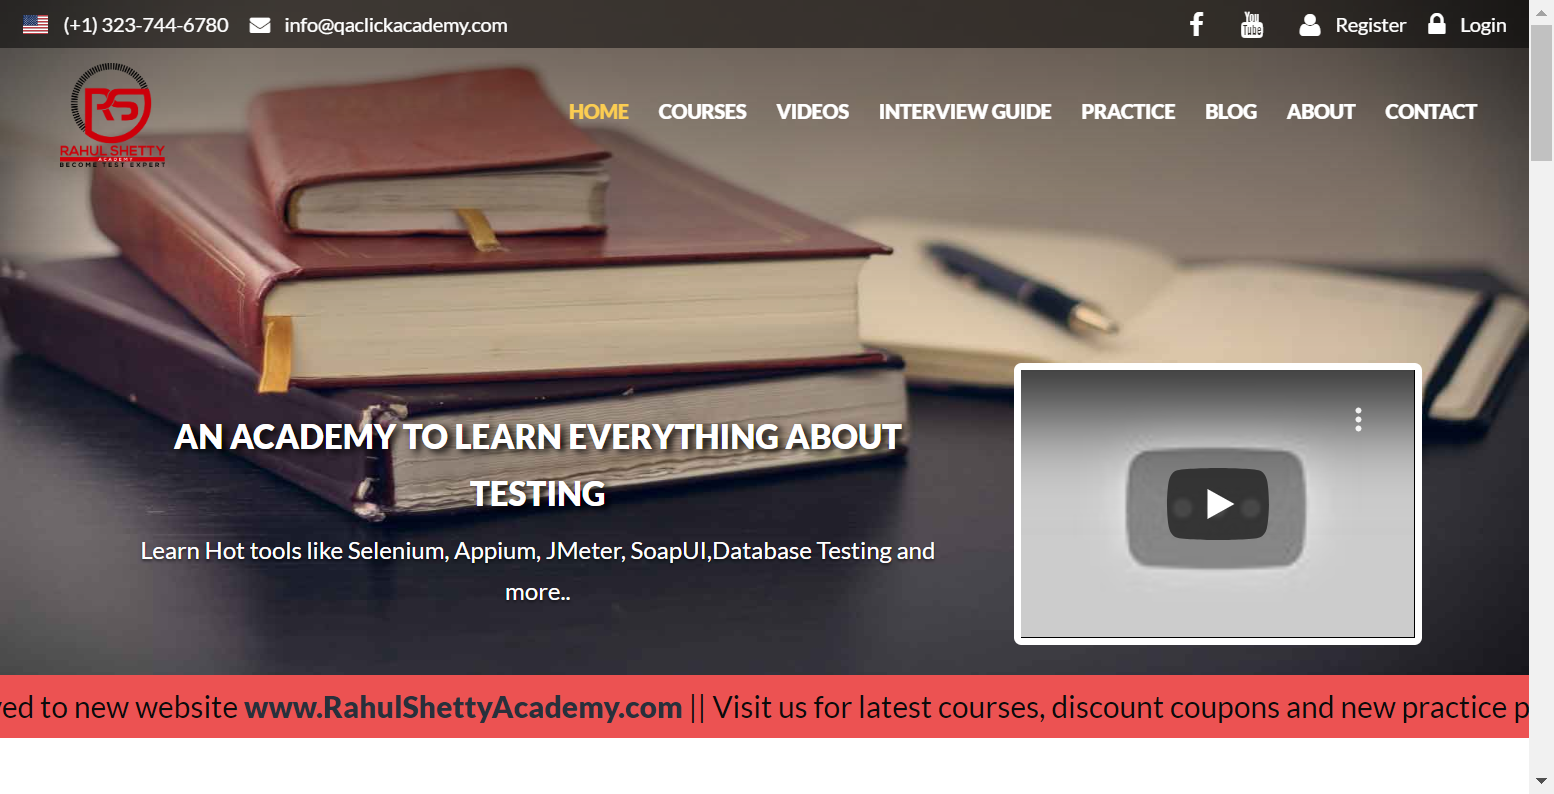 (+1) 323-744-6780 info@qaclickacademy.com You Tube Register Login
RS
RAHUL SHETTY
ACADEMY
BECOME TEST EXPERT
HOME COURSES VIDEOS INTERVIEW GUIDE PRACTICE BLOG ABOUT CONTACT
AN ACADEMY TO LEARN EVERYTHING ABOUT
TESTING
Learn Hot tools like Selenium, Appium, JMeter, SoapUI,Database Testing and
more..
ed to new website www.RahulShettyAcademy.com || Visit us for latest courses, discount coupons and new practice p